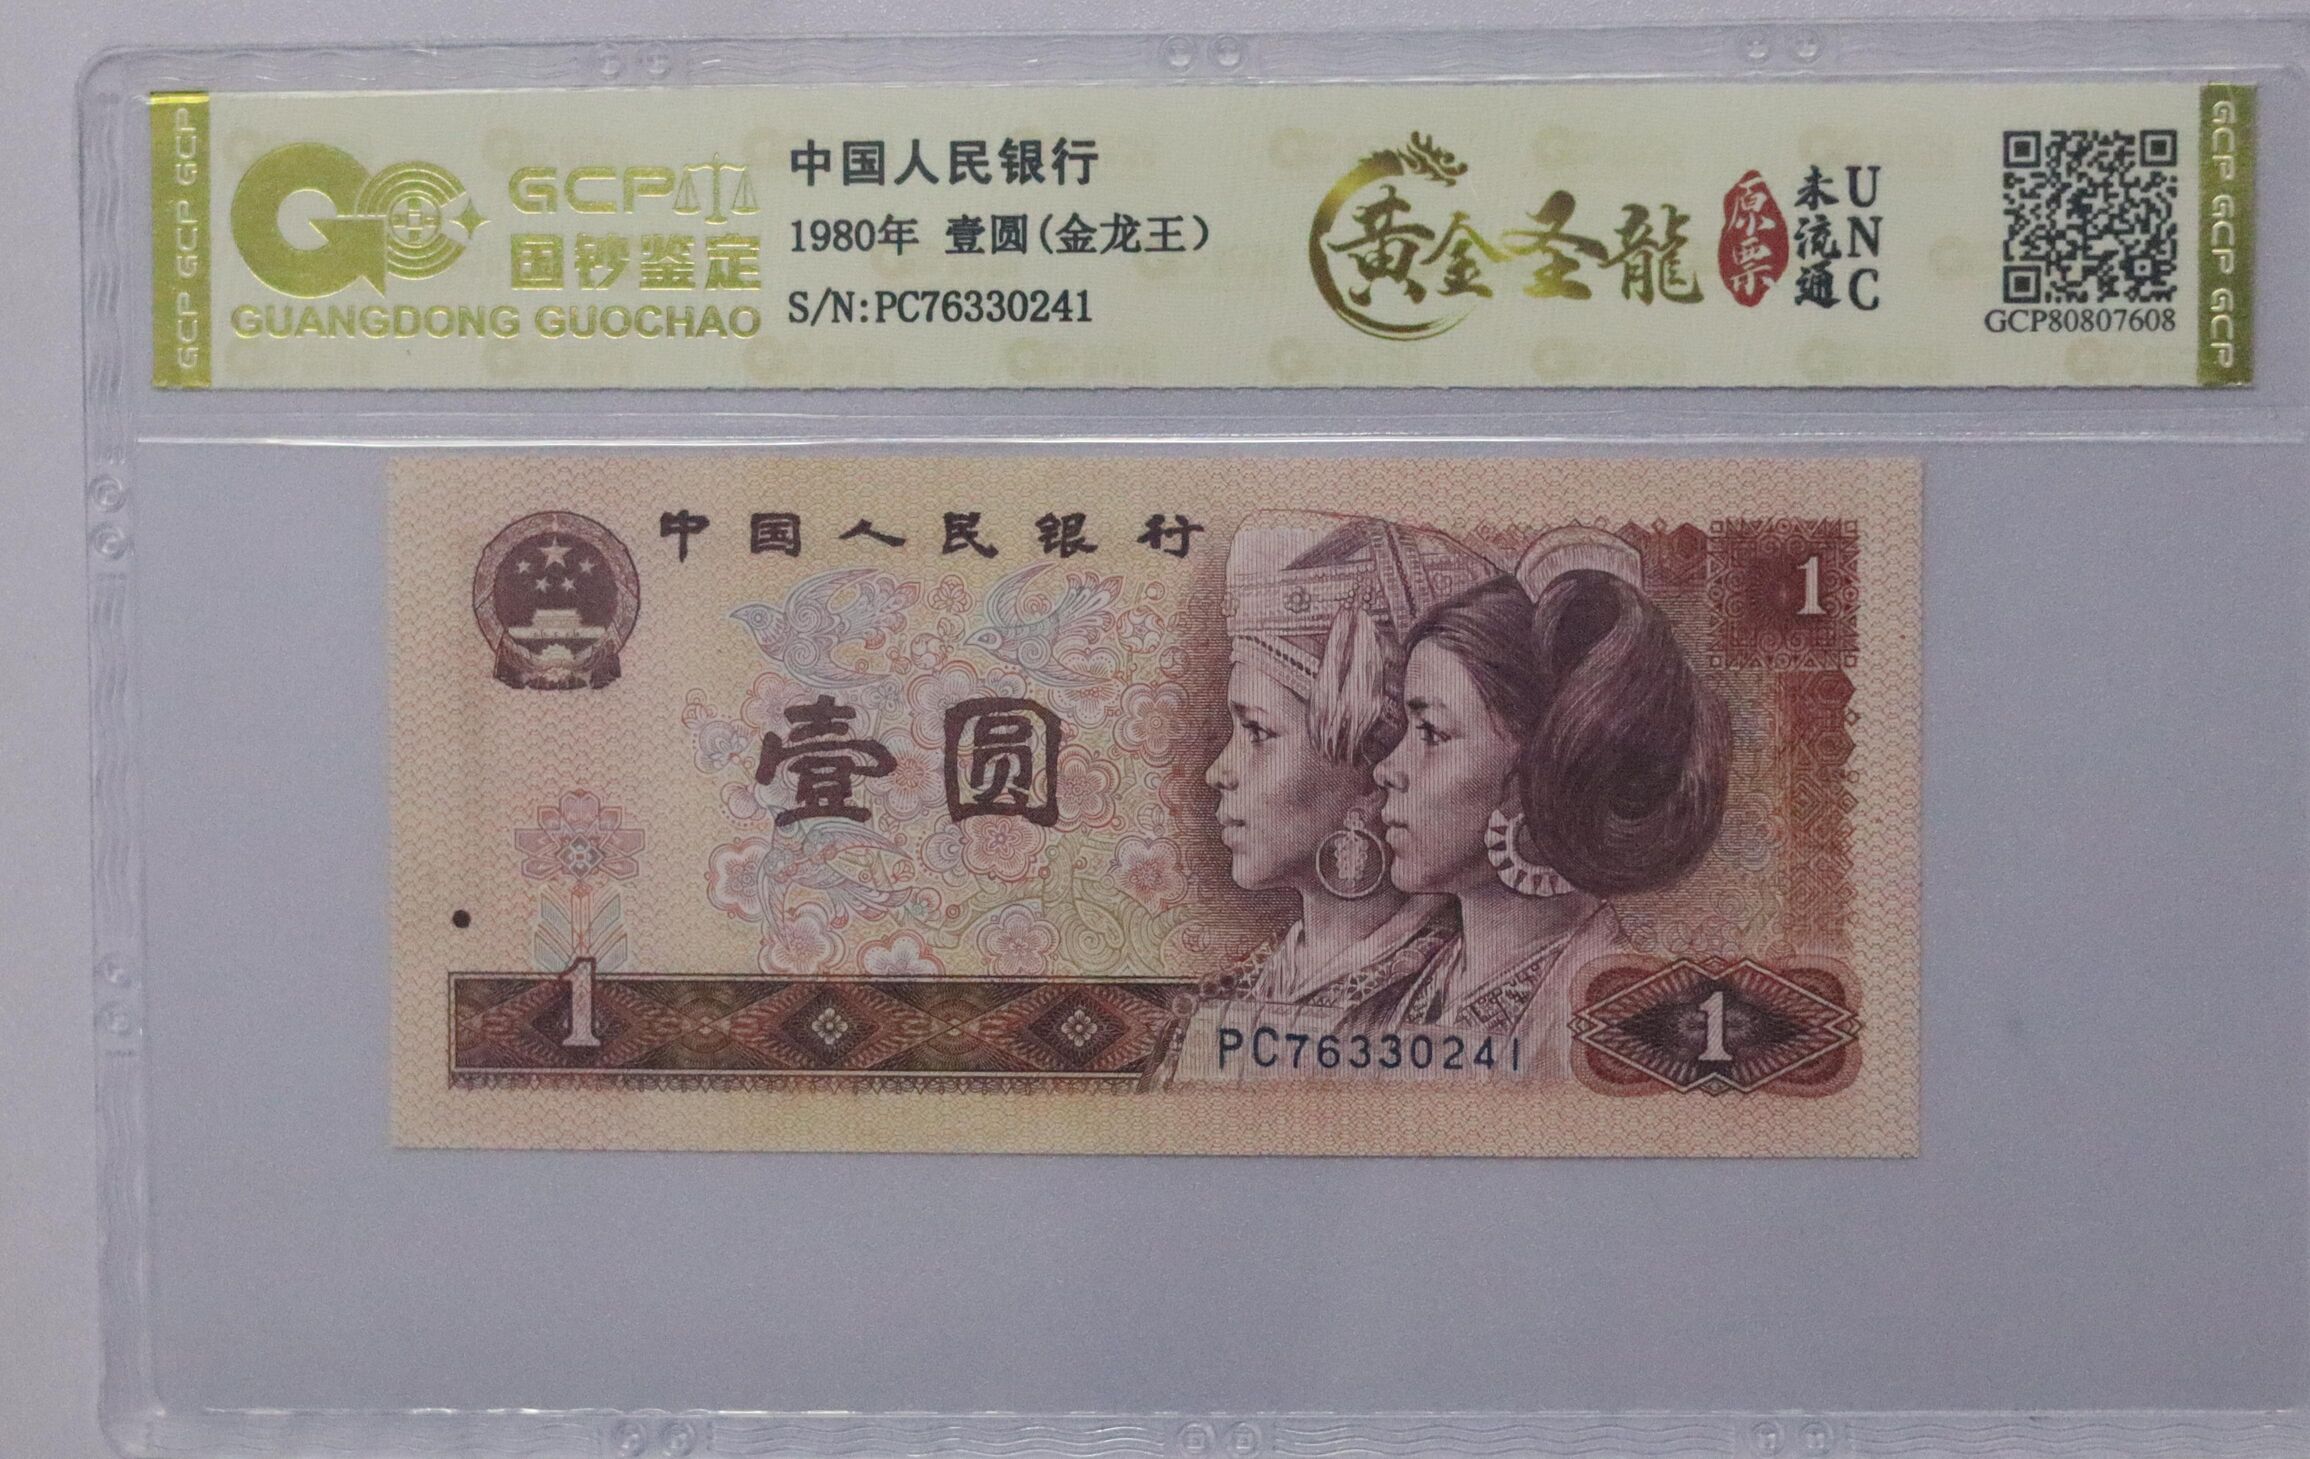 GCP GCP GCP
GCP
国钞鉴定
GUANGDONG GUOCHAO
中国人民银行
1980年 壹圆(金龙王)
S/N:PC76330241
黄金圣龍
原票
未流通
UNC
GCP80807608
GCP GCP GCP
中国人民银行
1
壹圆
1
PC76330241
1